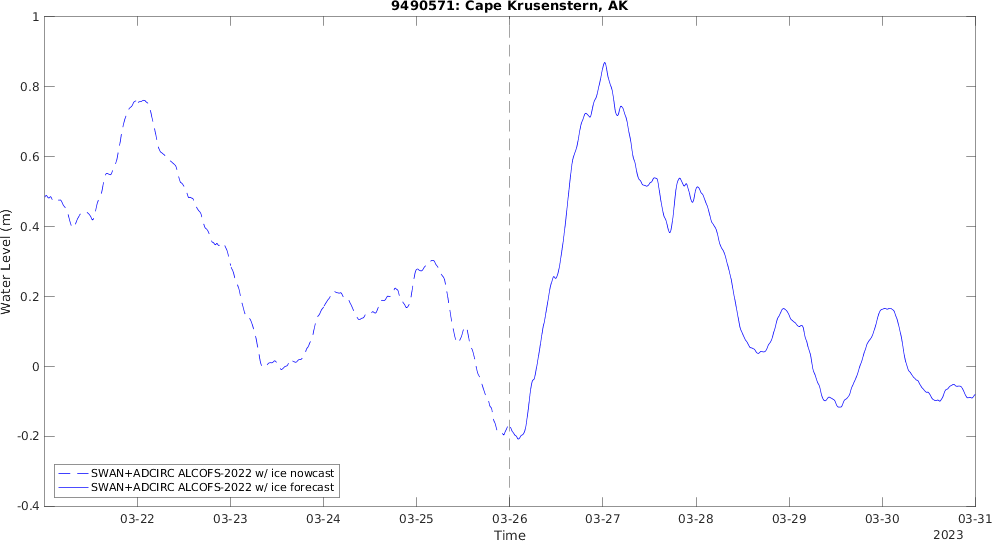 9490571: Cape Krusenstern, AK
1
0.8
0.6
0.4
0.2
0
-0.2
-0.4
Water Level (m)
SWAN+ADCIRC ALCOFS-2022 w/ ice nowcast
SWAN+ADCIRC ALCOFS-2022 w/ ice forecast
03-22 03-23 03-24 03-25 03-26 03-27 03-28 03-29 03-30 03-31
Time
2023